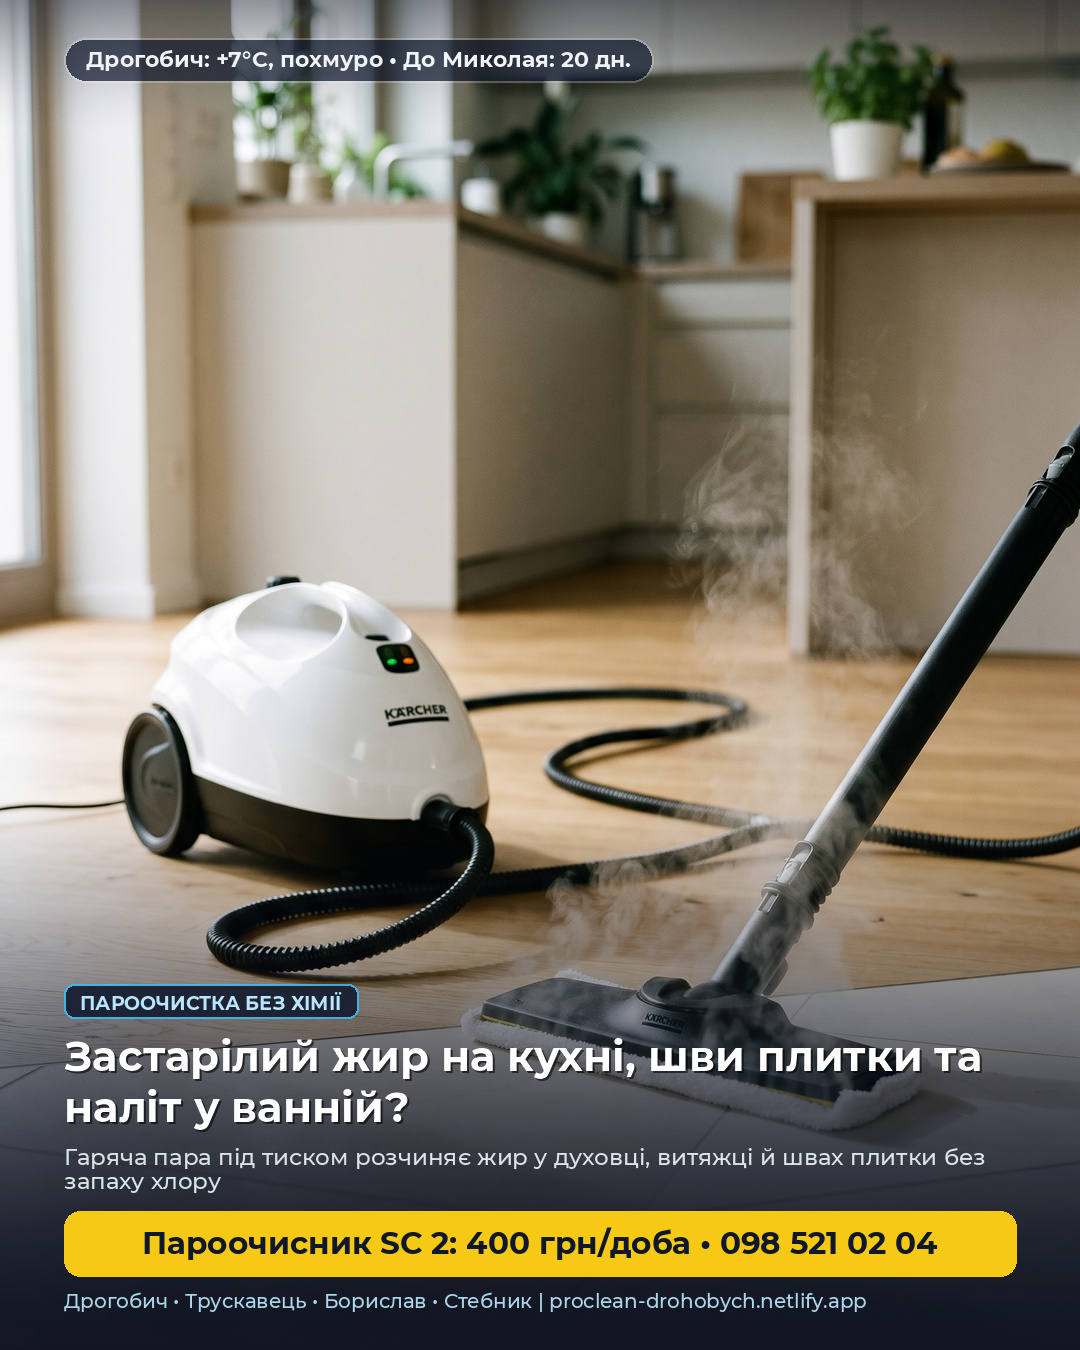 Дрогобич: +7°C, похмуро • До Миколая: 20 дн.
KÄRCHER
KÄRCHER
ПАРООЧИСТКА БЕЗ ХІМІЇ
Застарілий жир на кухні, шви плитки та
наліт у ванній?
Гаряча пара під тиском розчиняє жир у духовці, витяжці й швах плитки без
запаху хлору
Пароочисник SC 2: 400 грн/доба • 098 521 02 04
Дрогобич • Трускавець • Борислав • Стебник | proclean-drohobych.netlify.app